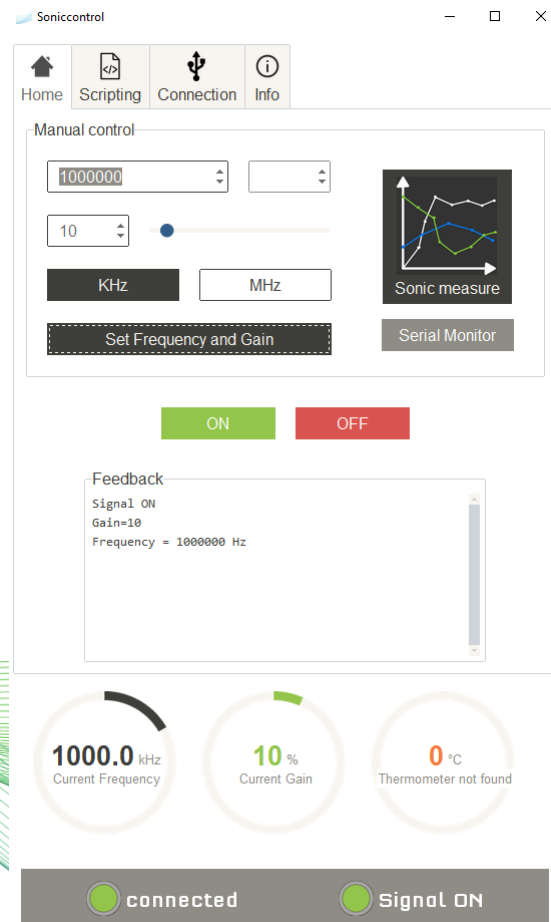 Soniccontrol
Home Scripting Connection Info
Manual control
1000000
10
KHz MHz
Sonic measure
Set Frequency and Gain
Serial Monitor
ON OFF
Feedback
Signal ON
Gain=10
Frequency = 1000000 Hz
1000.0 kHz
Current Frequency
10 %
Current Gain
0 °C
Thermometer not found
connected
Signal ON